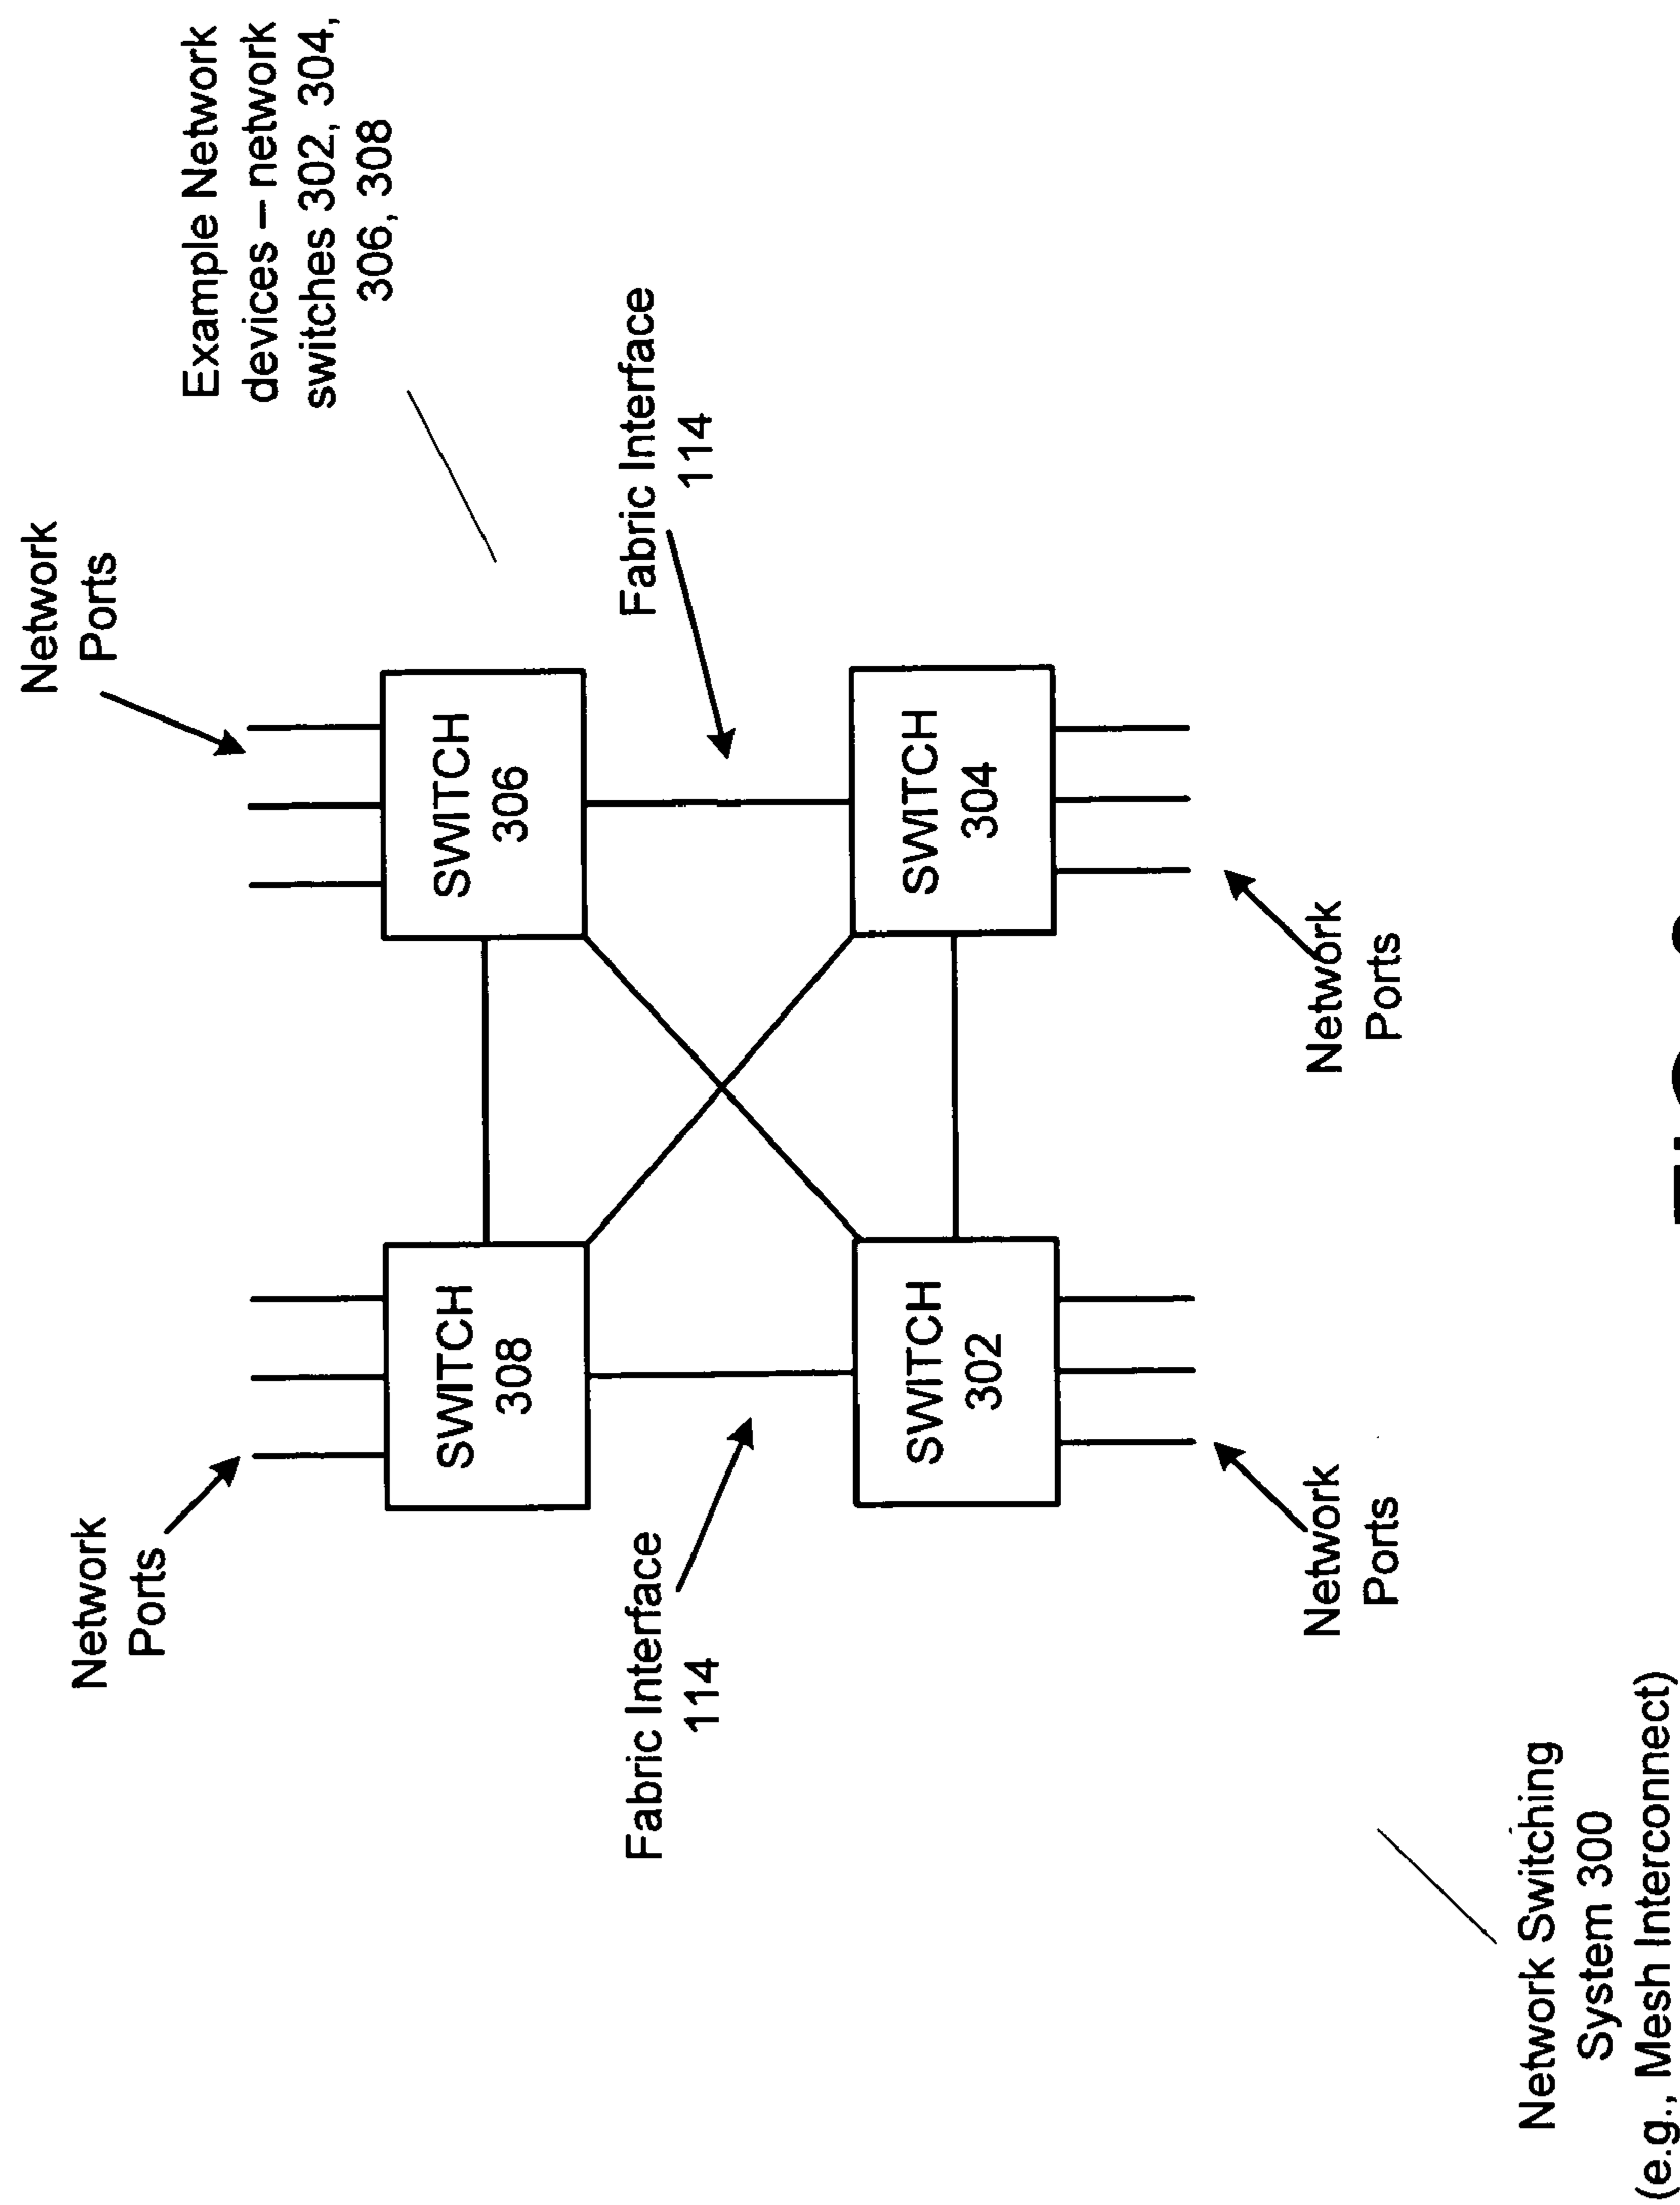 Network
Ports
Network
Ports
Example Network
devices – network
switches 302, 304,
306, 308
SWITCH
308
SWITCH
306
Fabric Interface
114
Fabric Interface
114
SWITCH
302
SWITCH
304
Network
Ports
Network
Ports
Network Switching
System 300
(e.g., Mesh Interconnect)